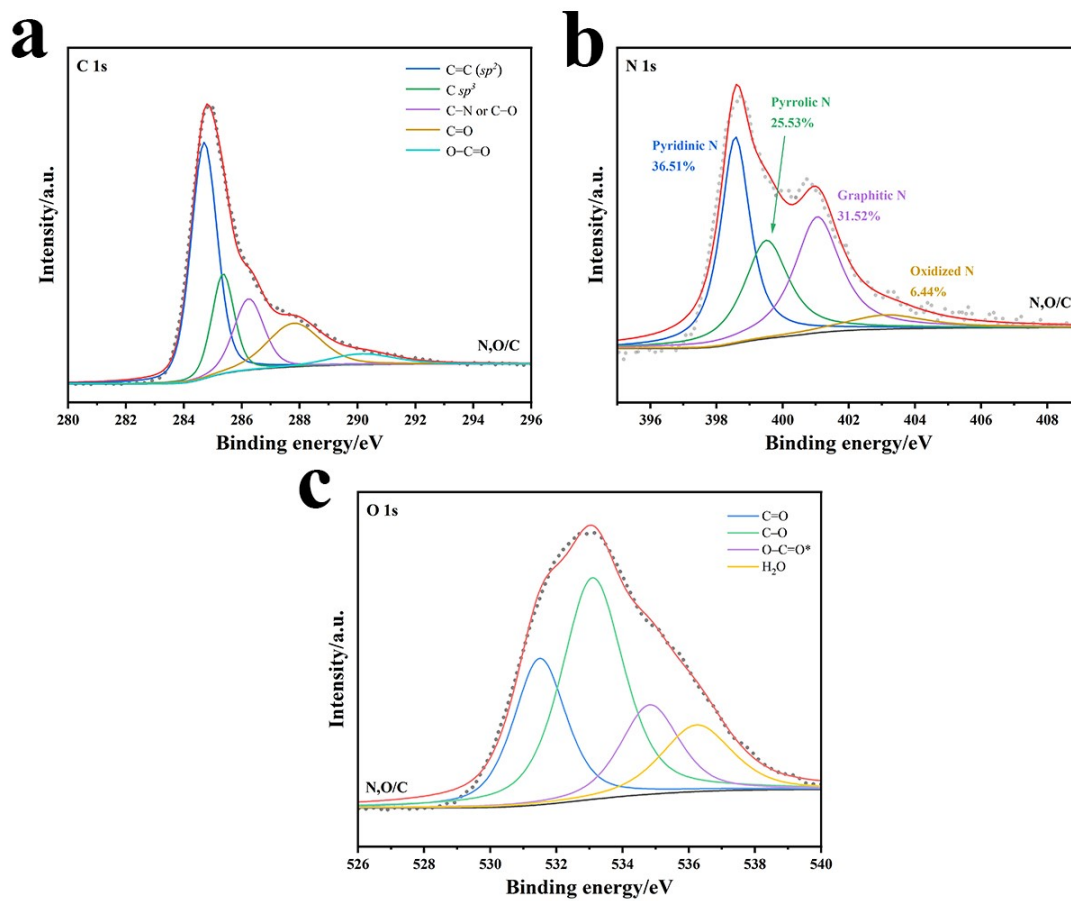 a
C 1s
C=C (sp²)
C sp³
C−N or C−O
C=O
O−C=O
N,O/C
Intensity/a.u.
280 282 284 286 288 290 292 294 296
Binding energy/eV
b
N 1s
Pyrrolic N
25.53%
Pyridinic N
36.51%
Graphitic N
31.52%
Oxidized N
6.44%
N,O/C
Intensity/a.u.
396 398 400 402 404 406 408
Binding energy/eV
c
O 1s
C=O
C−O
O−C=O*
H₂O
N,O/C
Intensity/a.u.
526 528 530 532 534 536 538 540
Binding energy/eV